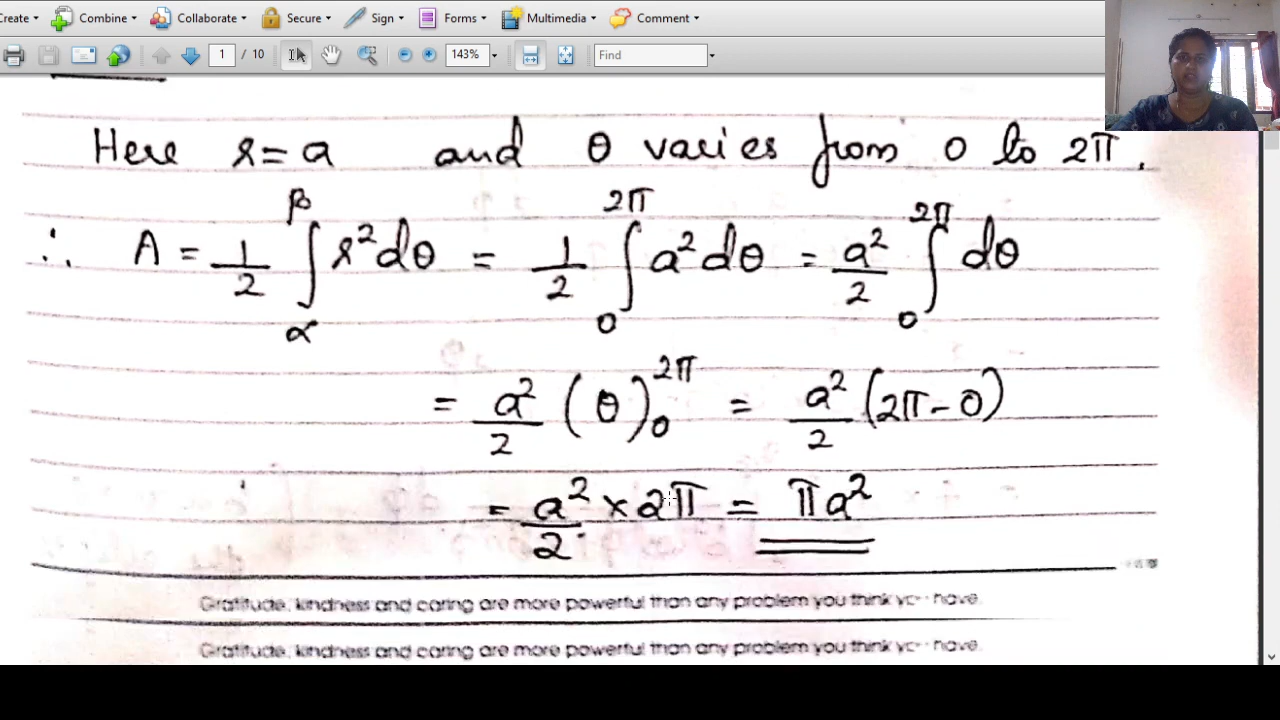 Create Combine Collaborate Secure Sign Forms Multimedia Comment
1 / 10 143% Find
Here r=a and θ varies from 0 to 2π.
∴ A = 1/2 ∫_α^β r²dθ = 1/2 ∫_0^2π a²dθ = a²/2 ∫_0^2π dθ
= a²/2 (θ)_0^2π = a²/2 (2π-0)
= a²/2 × 2π = πa²
Gratitude, kindness and caring are more powerful than any problem you think have.
Gratitude, kindness and caring are more powerful than any problem you think have.